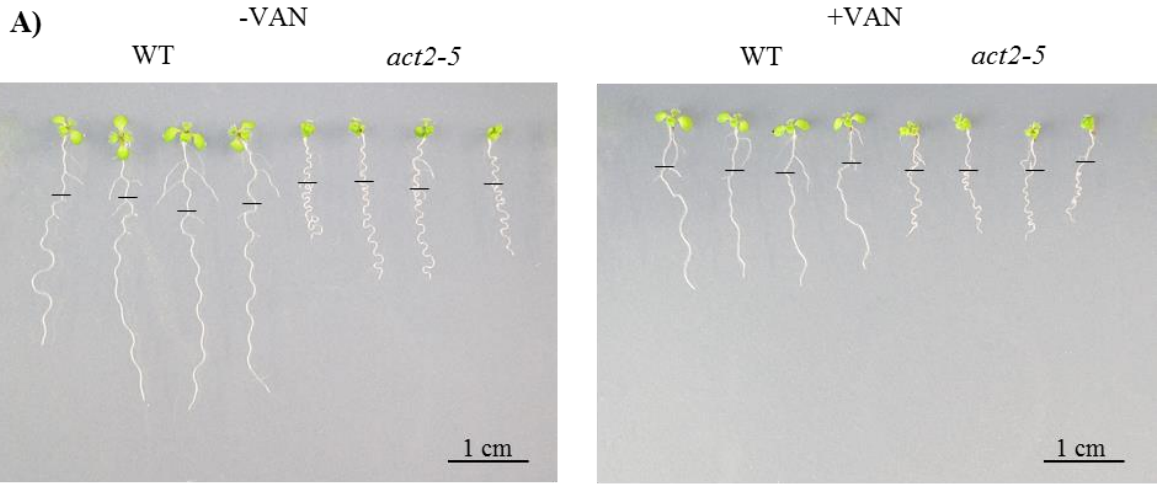 A)
-VAN
+VAN
WT
act2-5
WT
act2-5
1 cm
1 cm